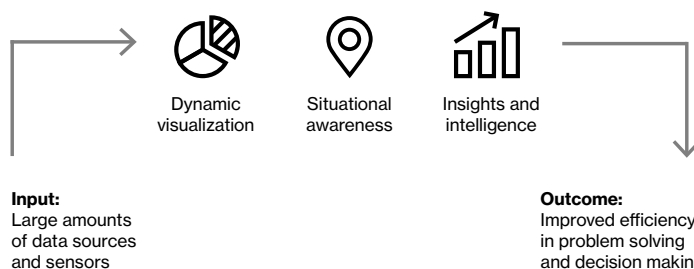 Dynamic
visualization
Situational
awareness
Insights and
intelligence
Input:
Large amounts
of data sources
and sensors
Outcome:
Improved efficiency
in problem solving
and decision makin